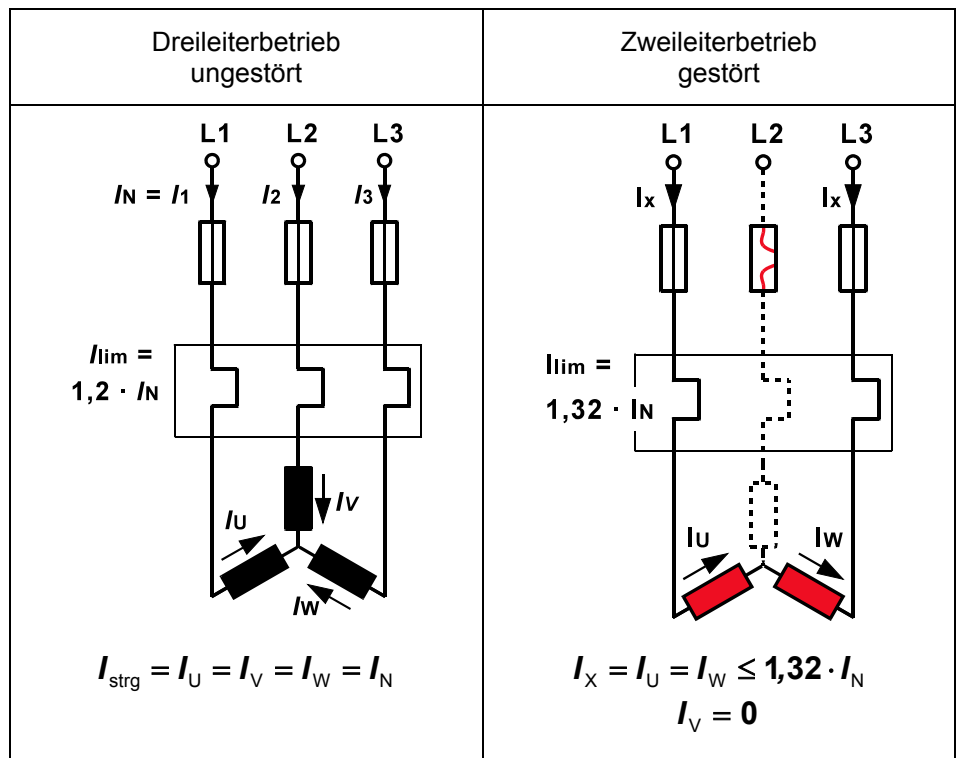 Dreileiterbetrieb
ungestört
Zweileiterbetrieb
gestört
L1 L2 L3
IN = I1 I2 I3
Ilim =
1,2 · IN
IV
IU
IW
Istrg = IU = IV = IW = IN
L1 L2 L3
Ix Ix
Ilim =
1,32 · IN
IU IW
IX = IU = IW ≤ 1,32 · IN
IV = 0